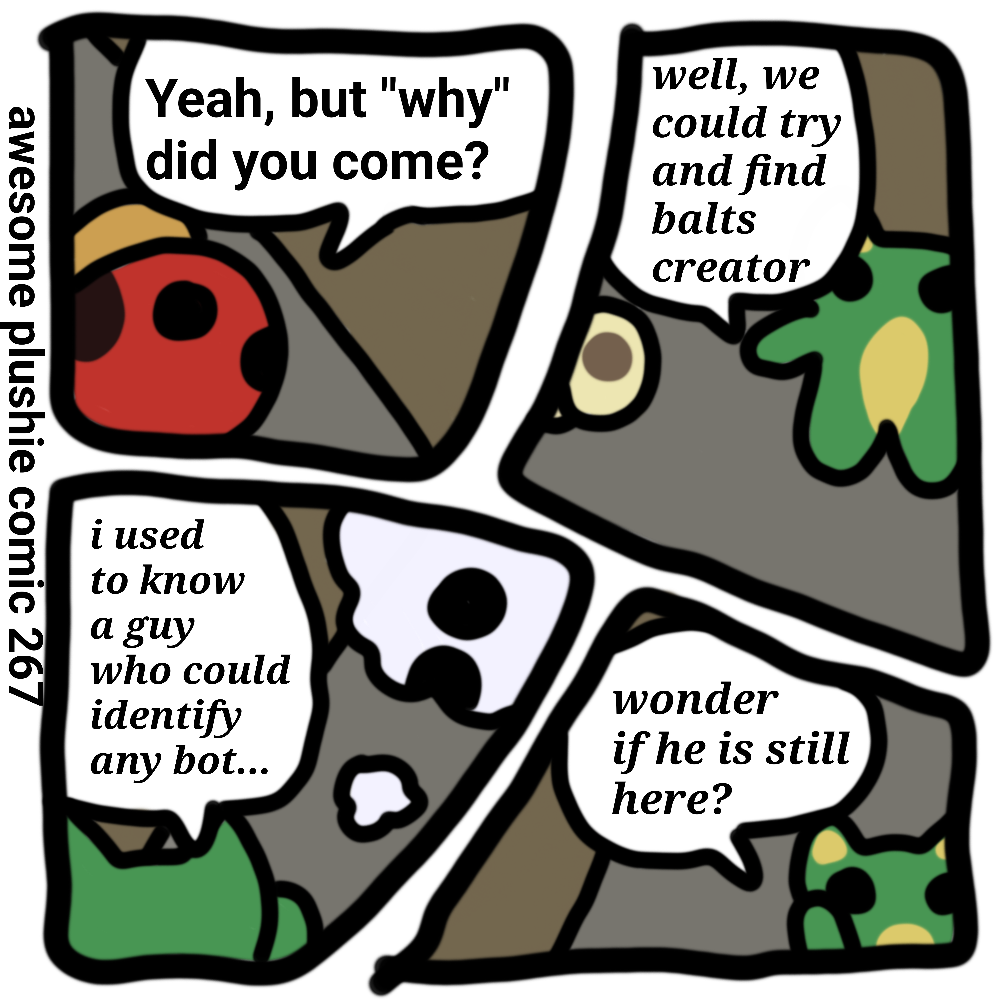 awesome plushie comic 267
Yeah, but "why"
did you come?
well, we
could try
and find
balts
creator
i used
to know
a guy
who could
identify
any bot...
wonder
if he is still
here?